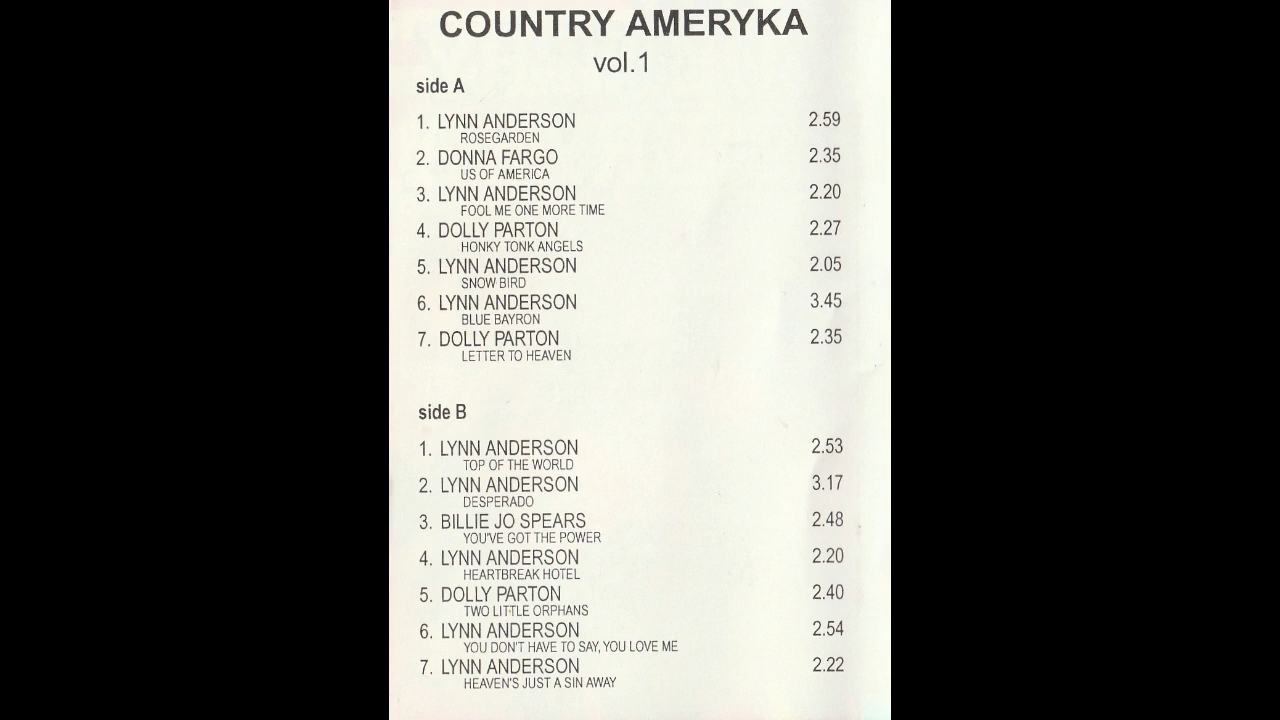 COUNTRY AMERYKA
vol.1
side A
1. LYNN ANDERSON 2.59
ROSEGARDEN
2. DONNA FARGO 2.35
US OF AMERICA
3. LYNN ANDERSON 2.20
FOOL ME ONE MORE TIME
4. DOLLY PARTON 2.27
HONKY TONK ANGELS
5. LYNN ANDERSON 2.05
SNOW BIRD
6. LYNN ANDERSON 3.45
BLUE BAYRON
7. DOLLY PARTON 2.35
LETTER TO HEAVEN
side B
1. LYNN ANDERSON 2.53
TOP OF THE WORLD
2. LYNN ANDERSON 3.17
DESPERADO
3. BILLIE JO SPEARS 2.48
YOU'VE GOT THE POWER
4. LYNN ANDERSON 2.20
HEARTBREAK HOTEL
5. DOLLY PARTON 2.40
TWO LITTLE ORPHANS
6. LYNN ANDERSON 2.54
YOU DON'T HAVE TO SAY, YOU LOVE ME
7. LYNN ANDERSON 2.22
HEAVEN'S JUST A SIN AWAY